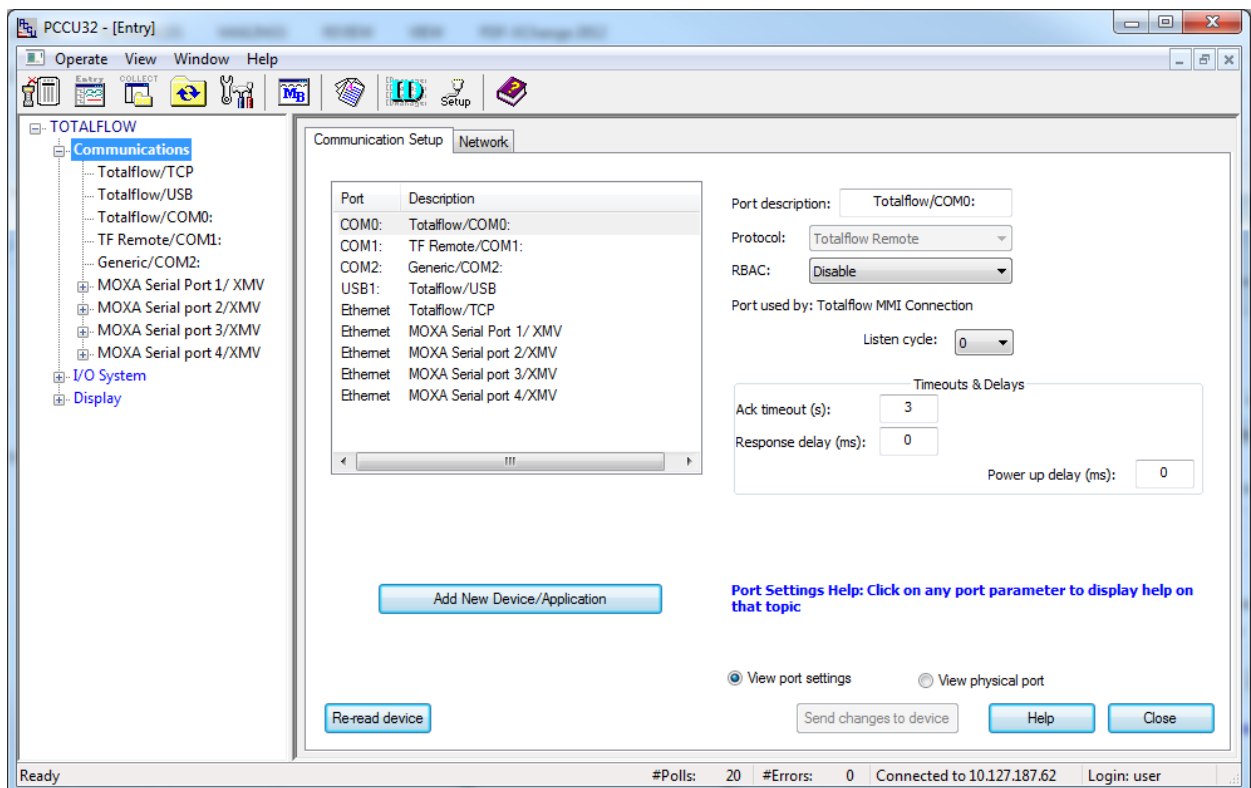 PCCU32 - [Entry]
Operate View Window Help
Entry
COLLECT
MB
ID
Manager
Setup
TOTALFLOW
Communications
Totalflow/TCP
Totalflow/USB
Totalflow/COM0:
TF Remote/COM1:
Generic/COM2:
MOXA Serial Port 1/ XMV
MOXA Serial port 2/XMV
MOXA Serial port 3/XMV
MOXA Serial port 4/XMV
I/O System
Display
Communication Setup Network
Port Description
COM0: Totalflow/COM0:
COM1: TF Remote/COM1:
COM2: Generic/COM2:
USB1: Totalflow/USB
Ethernet Totalflow/TCP
Ethernet MOXA Serial Port 1/ XMV
Ethernet MOXA Serial port 2/XMV
Ethernet MOXA Serial port 3/XMV
Ethernet MOXA Serial port 4/XMV
Add New Device/Application
Re-read device
Port description: Totalflow/COM0:
Protocol: Totalflow Remote
RBAC: Disable
Port used by: Totalflow MMI Connection
Listen cycle: 0
Timeouts & Delays
Ack timeout (s): 3
Response delay (ms): 0
Power up delay (ms): 0
Port Settings Help: Click on any port parameter to display help on
that topic
View port settings View physical port
Send changes to device Help Close
Ready #Polls: 20 #Errors: 0 Connected to 10.127.187.62 Login: user